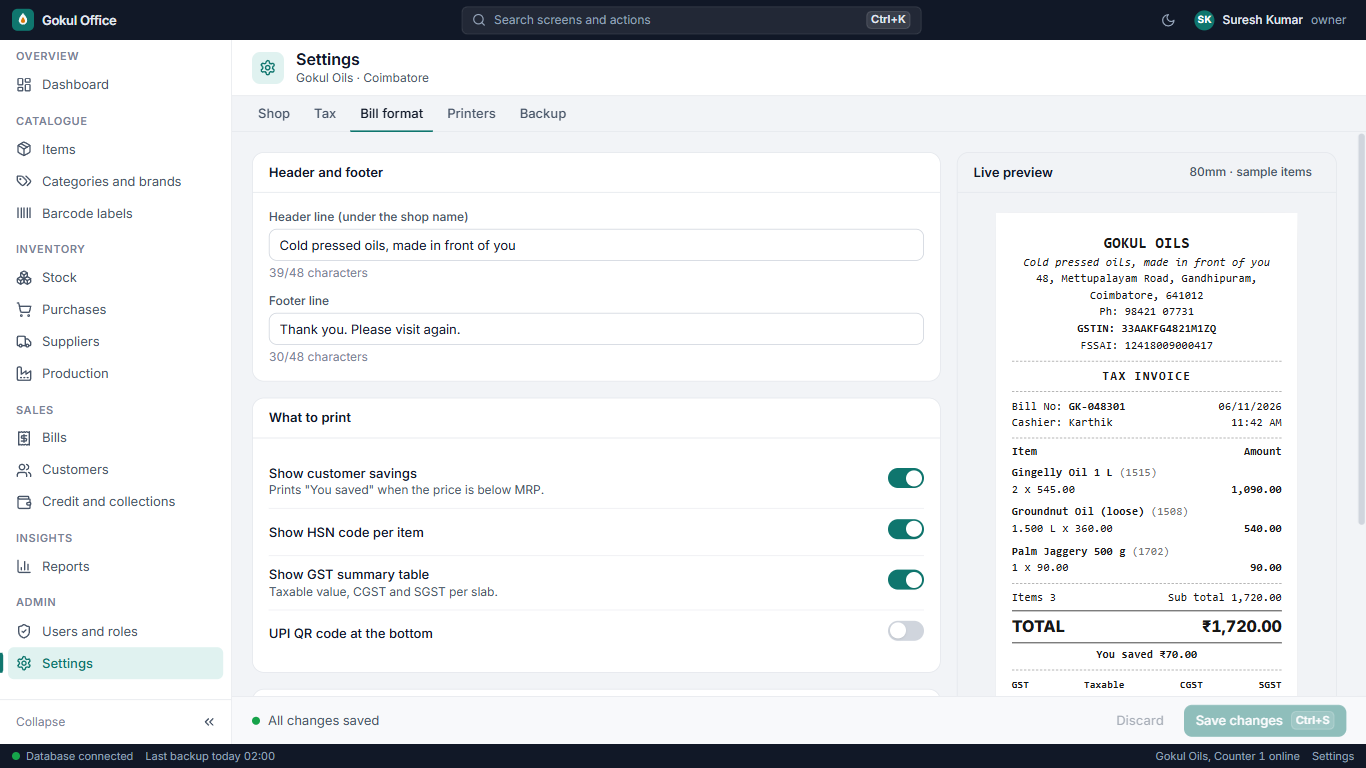 Gokul Office
Search screens and actions
Ctrl+K
SK
Suresh Kumar owner
OVERVIEW
Dashboard
CATALOGUE
Items
Categories and brands
Barcode labels
INVENTORY
Stock
Purchases
Suppliers
Production
SALES
Bills
Customers
Credit and collections
INSIGHTS
Reports
ADMIN
Users and roles
Settings
Collapse
Settings
Gokul Oils · Coimbatore
Shop Tax Bill format Printers Backup
Header and footer
Header line (under the shop name)
Cold pressed oils, made in front of you
39/48 characters
Footer line
Thank you. Please visit again.
30/48 characters
What to print
Show customer savings
Prints "You saved" when the price is below MRP.
Show HSN code per item
Show GST summary table
Taxable value, CGST and SGST per slab.
UPI QR code at the bottom
Live preview 80mm · sample items
GOKUL OILS
Cold pressed oils, made in front of you
48, Mettupalayam Road, Gandhipuram,
Coimbatore, 641012
Ph: 98421 07731
GSTIN: 33AAKFG4821M1ZQ
FSSAI: 12418009000417
TAX INVOICE
Bill No: GK-048301 06/11/2026
Cashier: Karthik 11:42 AM
Item Amount
Gingelly Oil 1 L (1515)
2 x 545.00 1,090.00
Groundnut Oil (loose) (1508)
1.500 L x 360.00 540.00
Palm Jaggery 500 g (1702)
1 x 90.00 90.00
Items 3 Sub total 1,720.00
TOTAL ₹1,720.00
You saved ₹70.00
GST Taxable CGST SGST
All changes saved
Discard
Save changes Ctrl+S
Database connected Last backup today 02:00
Gokul Oils, Counter 1 online Settings